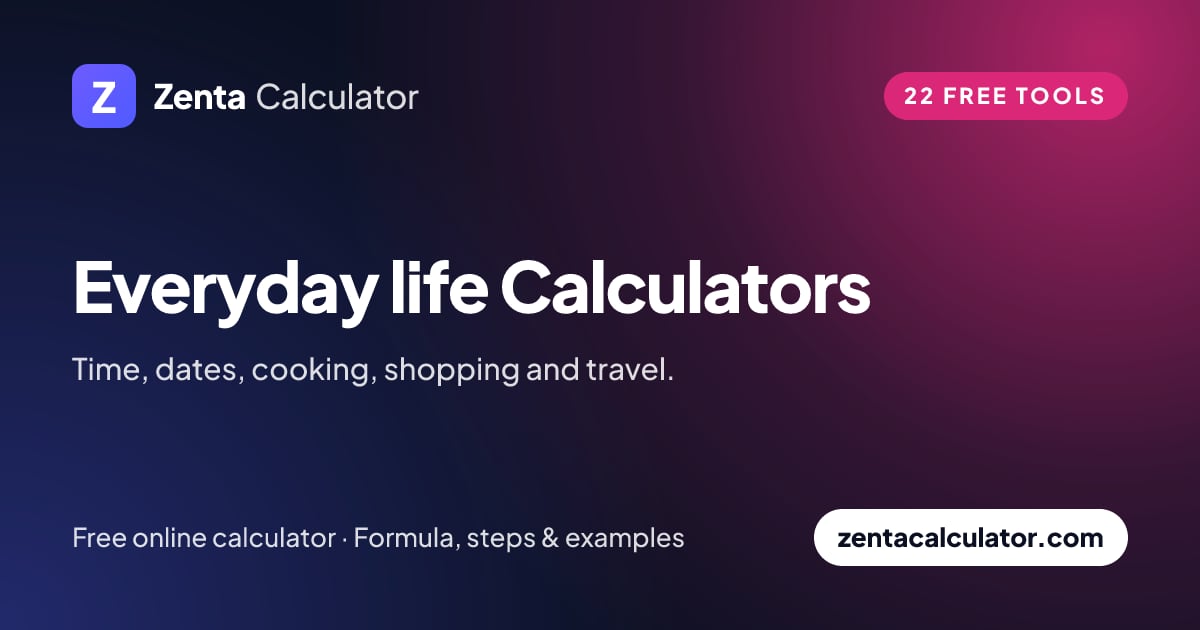 Z
Zenta Calculator
22 FREE TOOLS
Everyday life Calculators
Time, dates, cooking, shopping and travel.
Free online calculator · Formula, steps & examples
zentacalculator.com